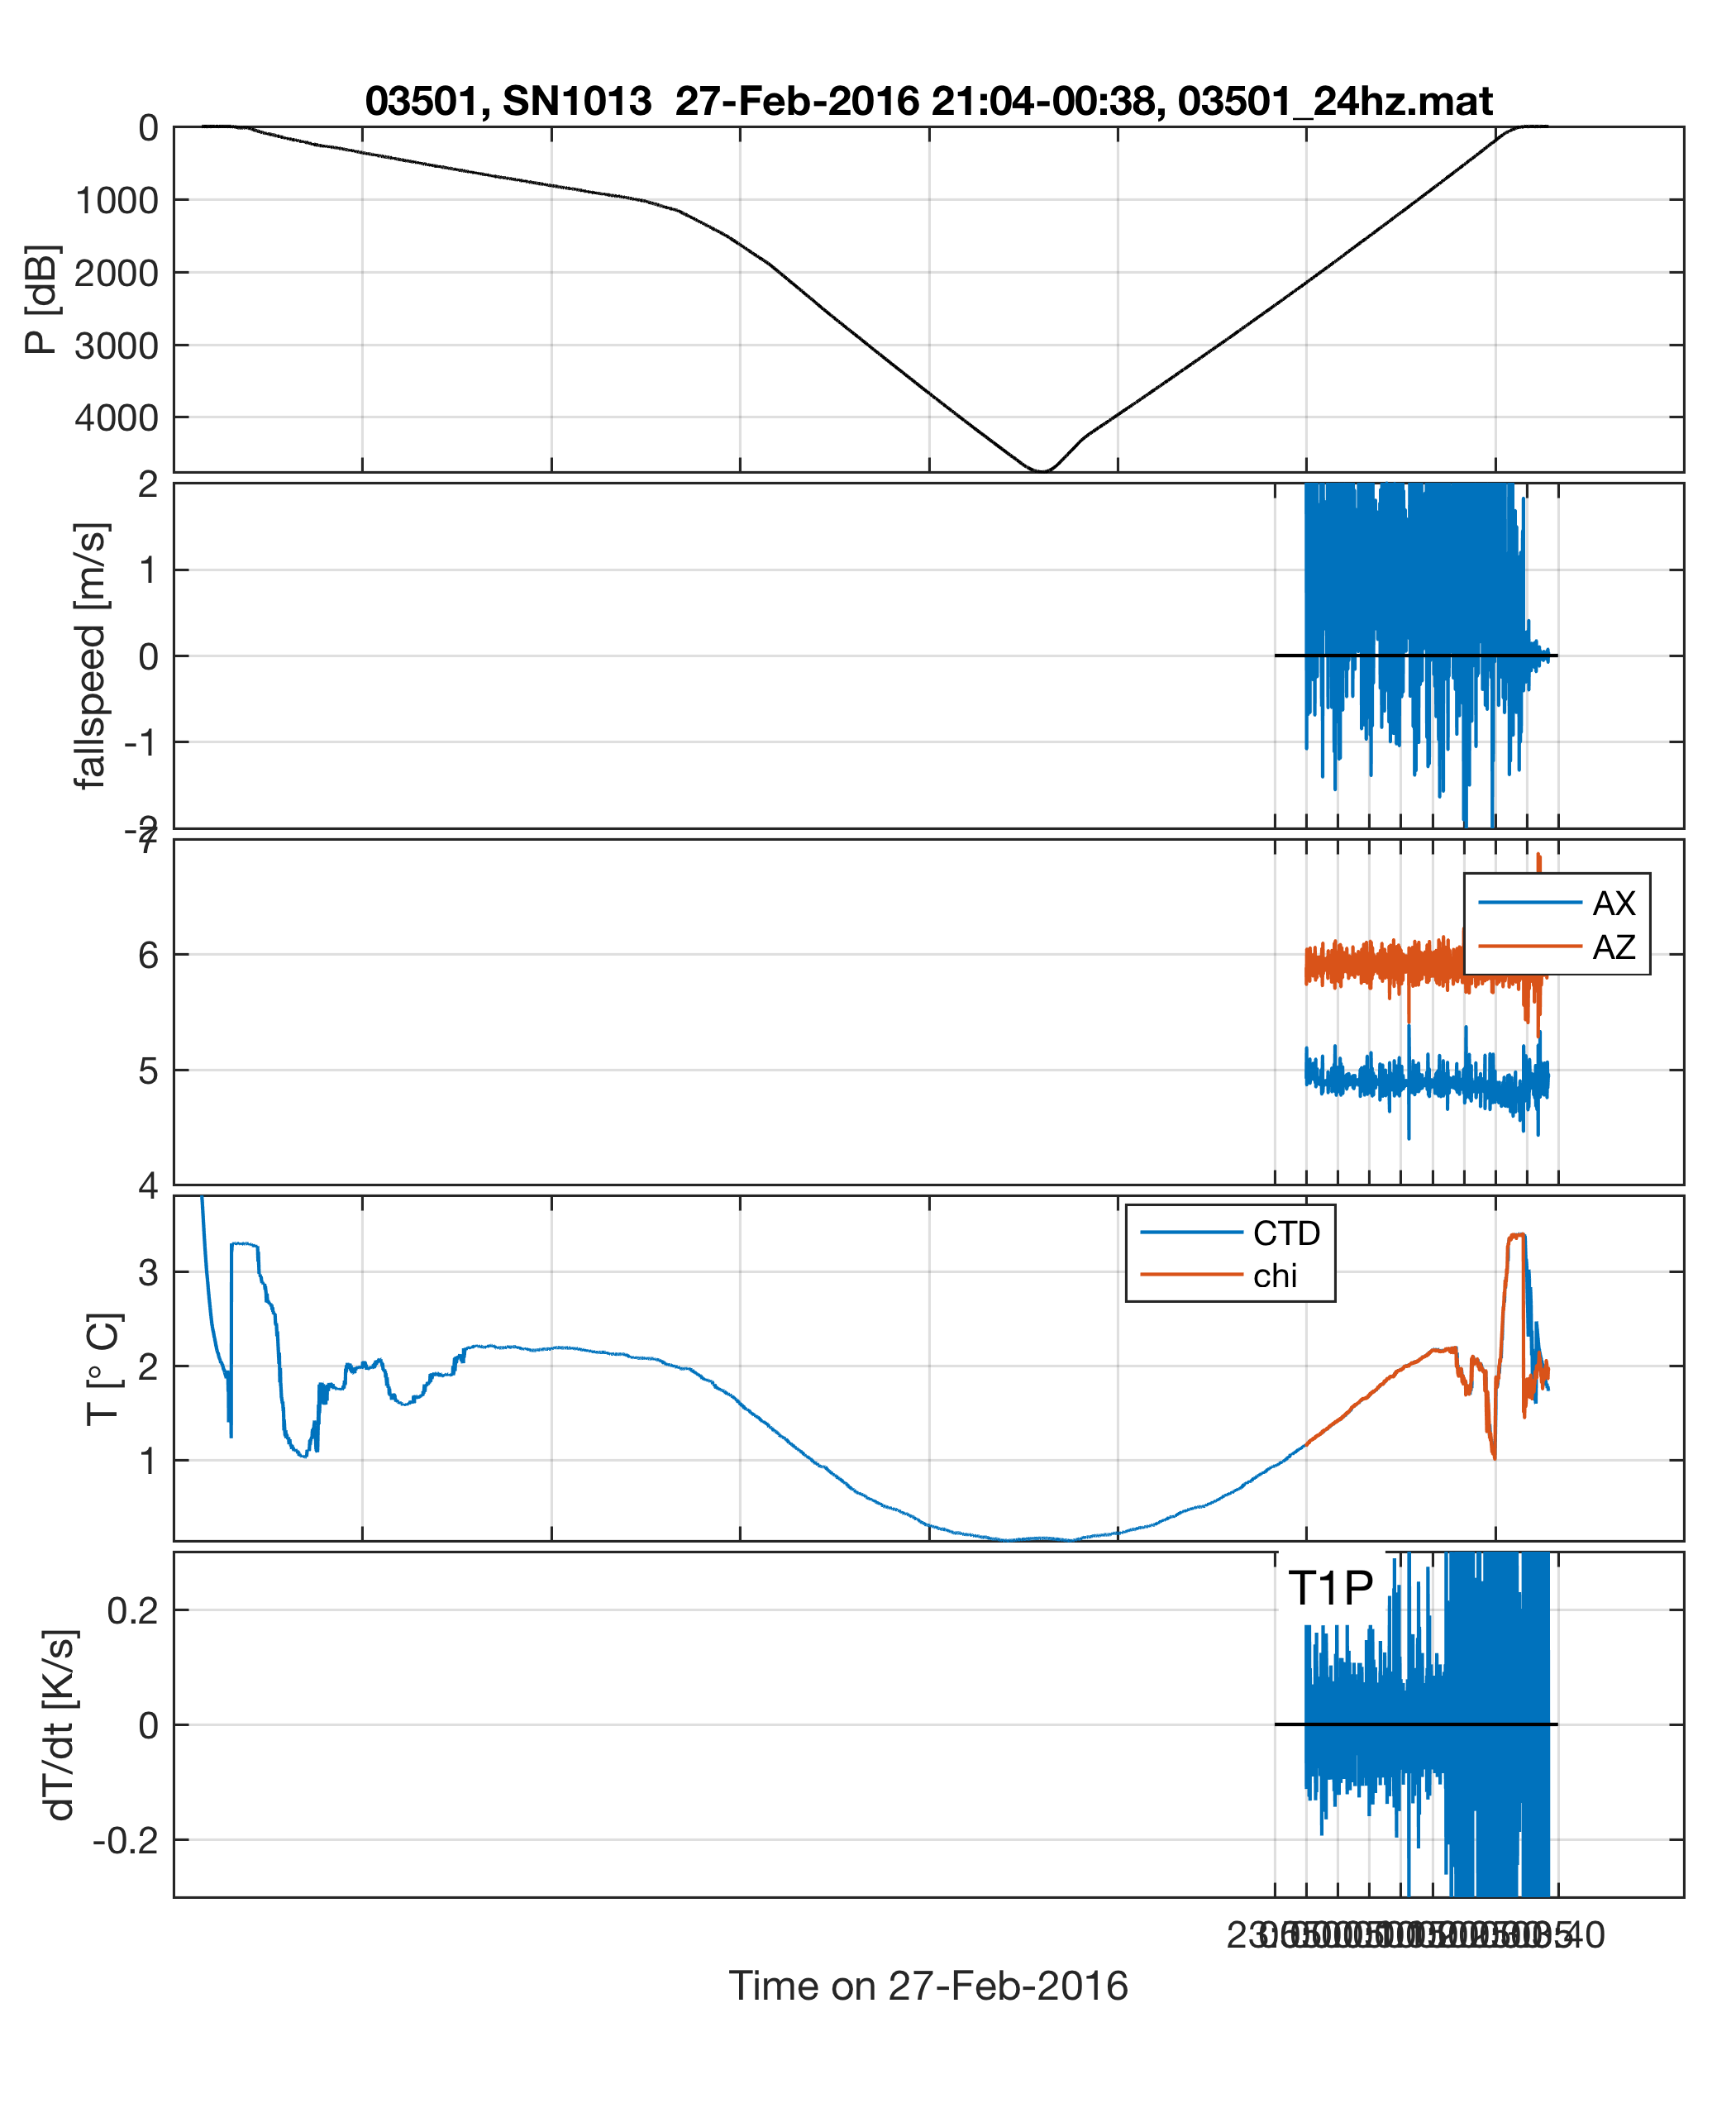 03501, SN1013  27-Feb-2016 21:04-00:38, 03501_24hz.mat
0
1000
2000
3000
4000
P [dB]
2
1
0
-1
-2
fallspeed [m/s]
7
6
5
4
AX
AZ
3
2
1
T [° C]
CTD
chi
0.2
0
-0.2
dT/dt [K/s]
T1P
Time on 27-Feb-2016